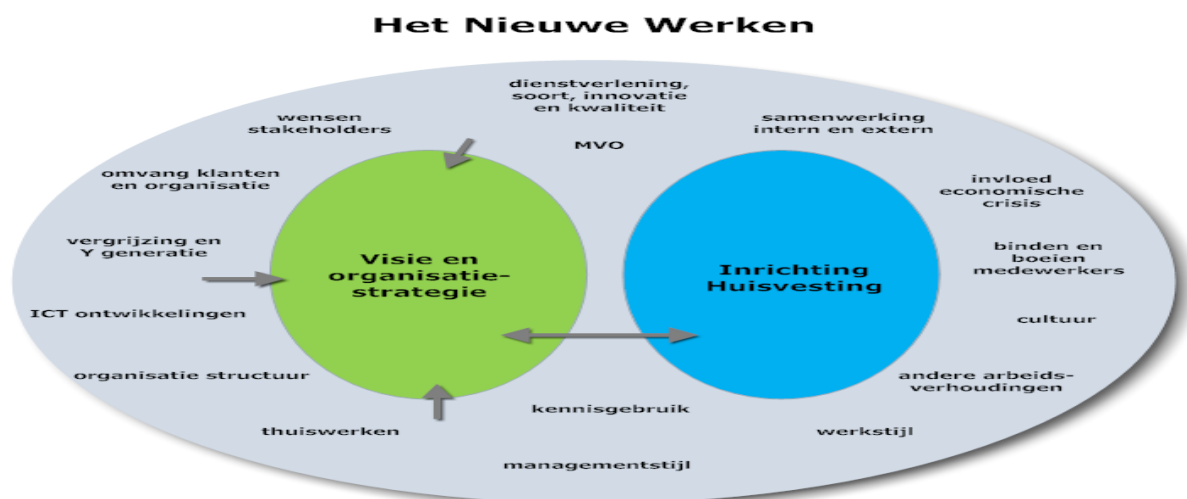 Het Nieuwe Werken
dienstverlening,
soort, innovatie
en kwaliteit
wensen
stakeholders
samenwerking
intern en extern
MVO
omvang klanten
en organisatie
invloed
economische
crisis
vergrijzing en
Y generatie
binden en
boeien
medewerkers
Visie en
organisatie-
strategie
Inrichting
Huisvesting
ICT ontwikkelingen
cultuur
organisatie structuur
andere arbeids-
verhoudingen
kennisgebruik
thuiswerken
werkstijl
managementstijl